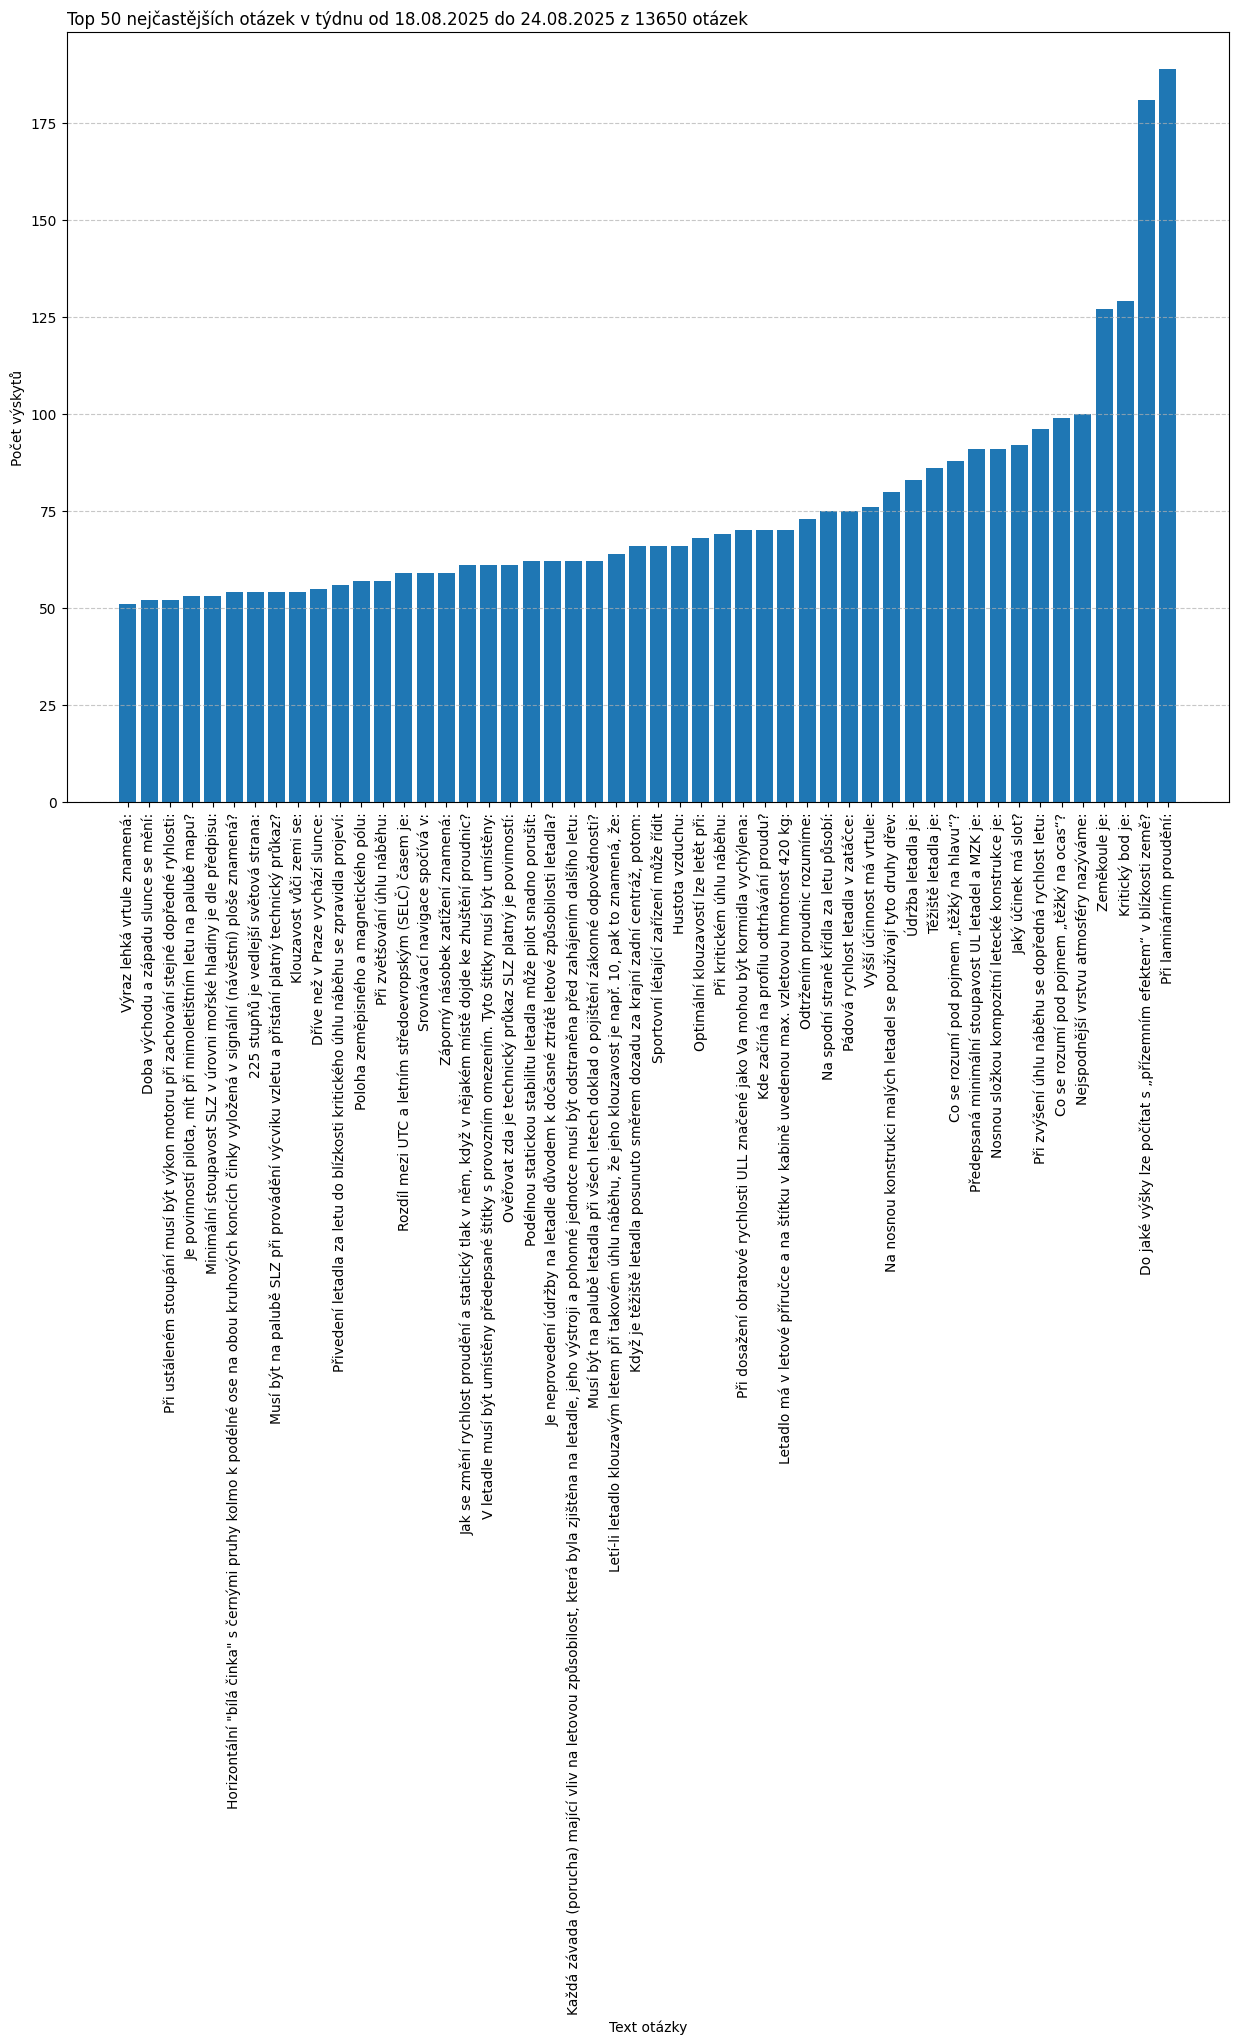 Top 50 nejčastějších otázek v týdnu od 18.08.2025 do 24.08.2025 z 13650 otázek
Počet výskytů
175
150
125
100
75
50
25
0
Výraz lehká vrtule znamená:
Doba východu a západu slunce se mění:
Při ustáleném stoupání musí být výkon motoru při zachování stejné dopředné ryhlosti:
Je povinností pilota, mít při mimoletištním letu na palubě mapu?
Minimální stoupavost SLZ v úrovni mořské hladiny je dle předpisu:
Horizontální "bílá činka" s černými pruhy kolmo k podélné ose na obou kruhových koncích činky vyložená v signální (návěstní) ploše znamená?
225 stupňů je vedlejší světová strana:
Musí být na palubě SLZ při provádění výcviku vzletu a přistání platný technický průkaz?
Klouzavost vůči zemi se:
Dříve než v Praze vychází slunce:
Přivedení letadla za letu do blízkosti kritického úhlu náběhu se zpravidla projeví:
Poloha zeměpisného a magnetického pólu:
Při zvětšování úhlu náběhu:
Rozdíl mezi UTC a letním středoevropským (SELČ) časem je:
Srovnávací navigace spočívá v:
Záporný násobek zatížení znamená:
Jak se změní rychlost proudění a statický tlak v něm, když v nějakém místě dojde ke zhuštění proudnic?
V letadle musí být umístěny předepsané štítky s provozním omezením. Tyto štítky musí být umístěny:
Ověřovat zda je technický průkaz SLZ platný je povinností:
Podélnou statickou stabilitu letadla může pilot snadno porušit:
Je neprovedení údržby na letadle důvodem k dočasné ztrátě letové způsobilosti letadla?
Každá závada (porucha) mající vliv na letovou způsobilost, která byla zjištěna na letadle, jeho výstroji a pohonné jednotce musí být odstraněna před zahájením dalšího letu:
Musí být na palubě letadla při všech letech doklad o pojištění zákonné odpovědnosti?
Letí-li letadlo klouzavým letem při takovém úhlu náběhu, že jeho klouzavost je např. 10, pak to znamená, že:
Když je těžiště letadla posunuto směrem dozadu za krajní zadní centráž, potom:
Sportovní létající zařízení může řídit
Hustota vzduchu:
Optimální klouzavostí lze letět při:
Při kritickém úhlu náběhu:
Při dosažení obratové rychlosti ULL značené jako Va mohou být kormidla vychýlena:
Kde začíná na profilu odtrhávání proudu?
Letadlo má v letové příručce a na štítku v kabině uvedenou max. vzletovou hmotnost 420 kg:
Odtržením proudnic rozumíme:
Na spodní straně křídla za letu působí:
Pádová rychlost letadla v zatáčce:
Vyšší účinnost má vrtule:
Na nosnou konstrukci malých letadel se používají tyto druhy dřev:
Údržba letadla je:
Těžiště letadla je:
Co se rozumí pod pojmem „těžký na hlavu“?
Předepsaná minimální stoupavost UL letadel a MZK je:
Nosnou složkou kompozitní letecké konstrukce je:
Jaký účinek má slot?
Při zvýšení úhlu náběhu se dopředná rychlost letu:
Co se rozumí pod pojmem „těžký na ocas“?
Nejspodnější vrstvu atmosféry nazýváme:
Zeměkoule je:
Kritický bod je:
Do jaké výšky lze počítat s „přízemním efektem“ v blízkosti země?
Při laminárním proudění:
Text otázky